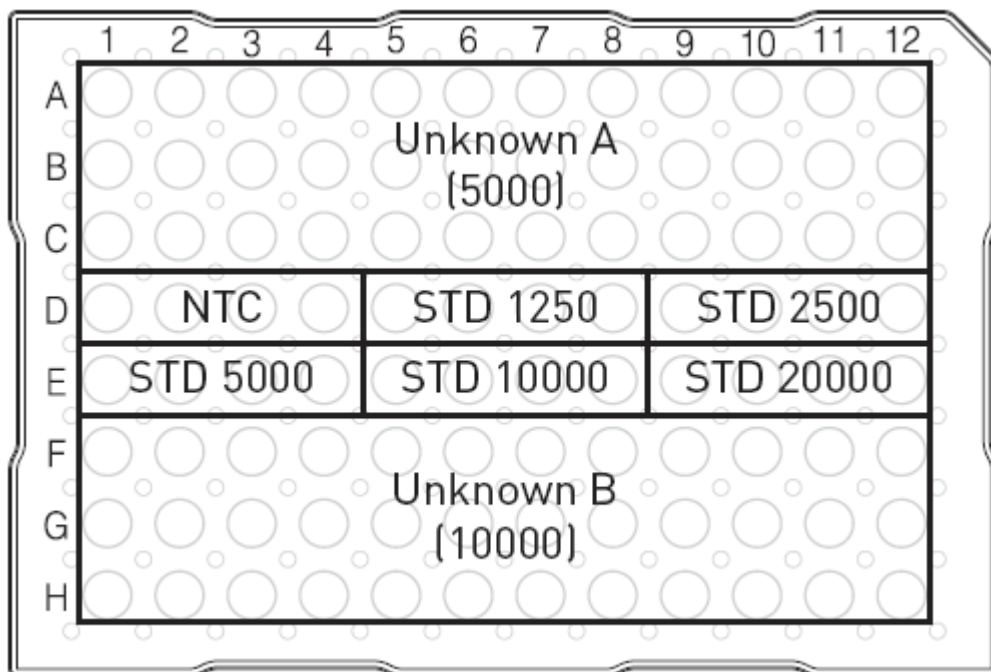 1 2 3 4 5 6 7 8 9 10 11 12
A
Unknown A
B
(5000)
C
D NTC STD 1250 STD 2500
E STD 5000 STD 10000 STD 20000
F
Unknown B
G
(10000)
H